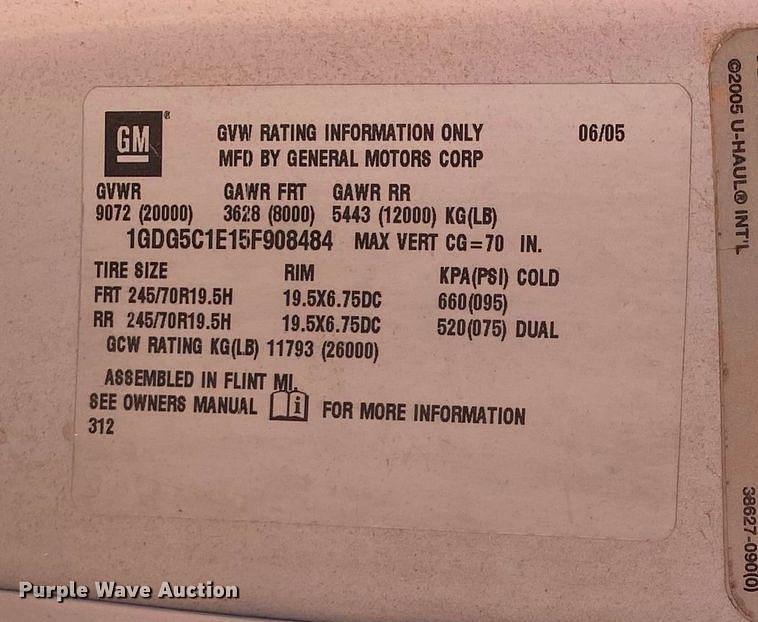 GM®
GVW RATING INFORMATION ONLY 06/05
MFD BY GENERAL MOTORS CORP
GVWR GAWR FRT GAWR RR
9072 (20000) 3628 (8000) 5443 (12000) KG(LB)
1GDG5C1E15F908484 MAX VERT CG=70 IN.
TIRE SIZE RIM KPA(PSI) COLD
FRT 245/70R19.5H 19.5X6.75DC 660(095)
RR 245/70R19.5H 19.5X6.75DC 520(075) DUAL
GCW RATING KG(LB) 11793 (26000)
ASSEMBLED IN FLINT MI.
SEE OWNERS MANUAL i FOR MORE INFORMATION
312
©2005 U-HAUL® INT'L
38627-090(0)
Purple Wave Auction